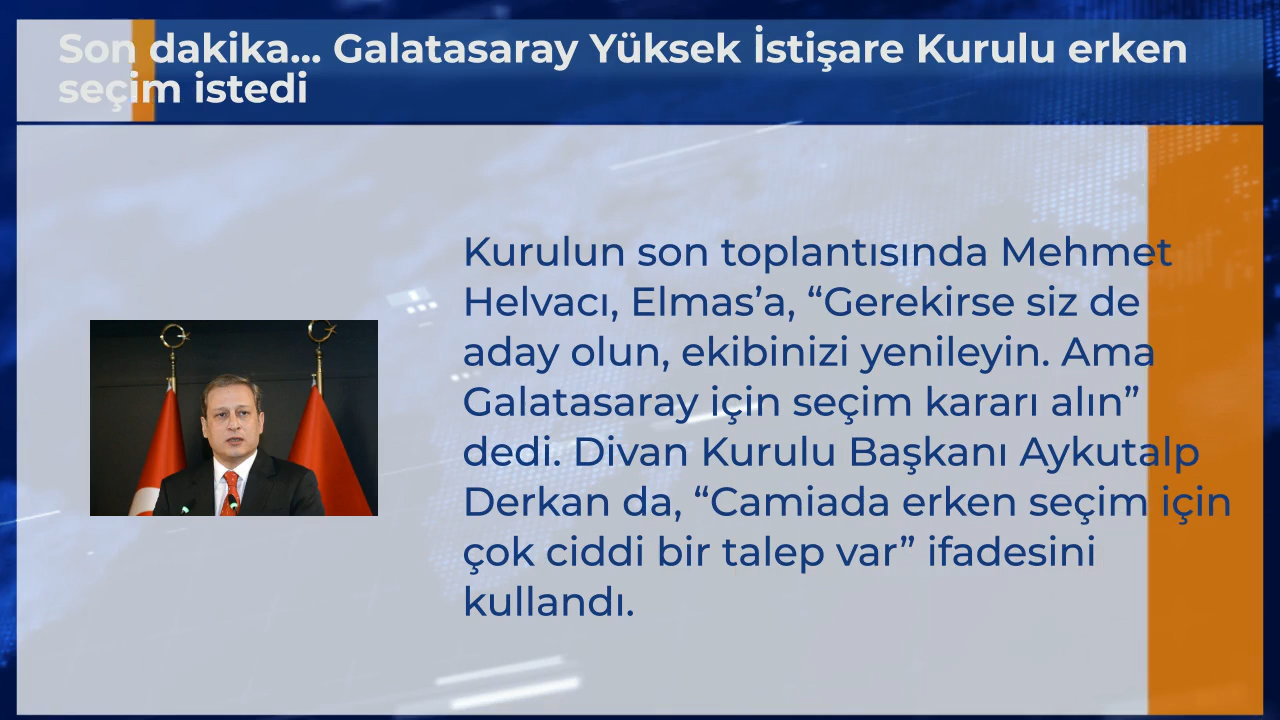 Son dakika... Galatasaray Yüksek İstişare Kurulu erken
seçim istedi
Kurulun son toplantısında Mehmet
Helvacı, Elmas’a, “Gerekirse siz de
aday olun, ekibinizi yenileyin. Ama
Galatasaray için seçim kararı alın”
dedi. Divan Kurulu Başkanı Aykutalp
Derkan da, “Camiada erken seçim için
çok ciddi bir talep var” ifadesini
kullandı.